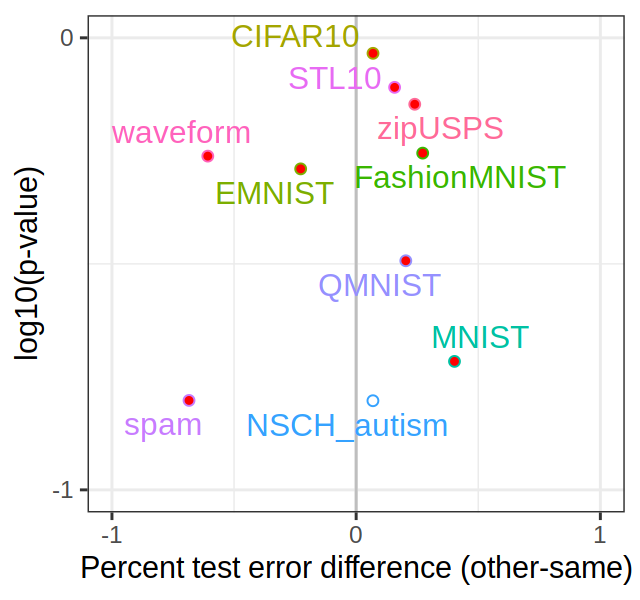 CIFAR10
0
STL10
zipUSPS
waveform
FashionMNIST
EMNIST
log10(p-value)
QMNIST
MNIST
spam
NSCH_autism
-1
-1 0 1
Percent test error difference (other-same)